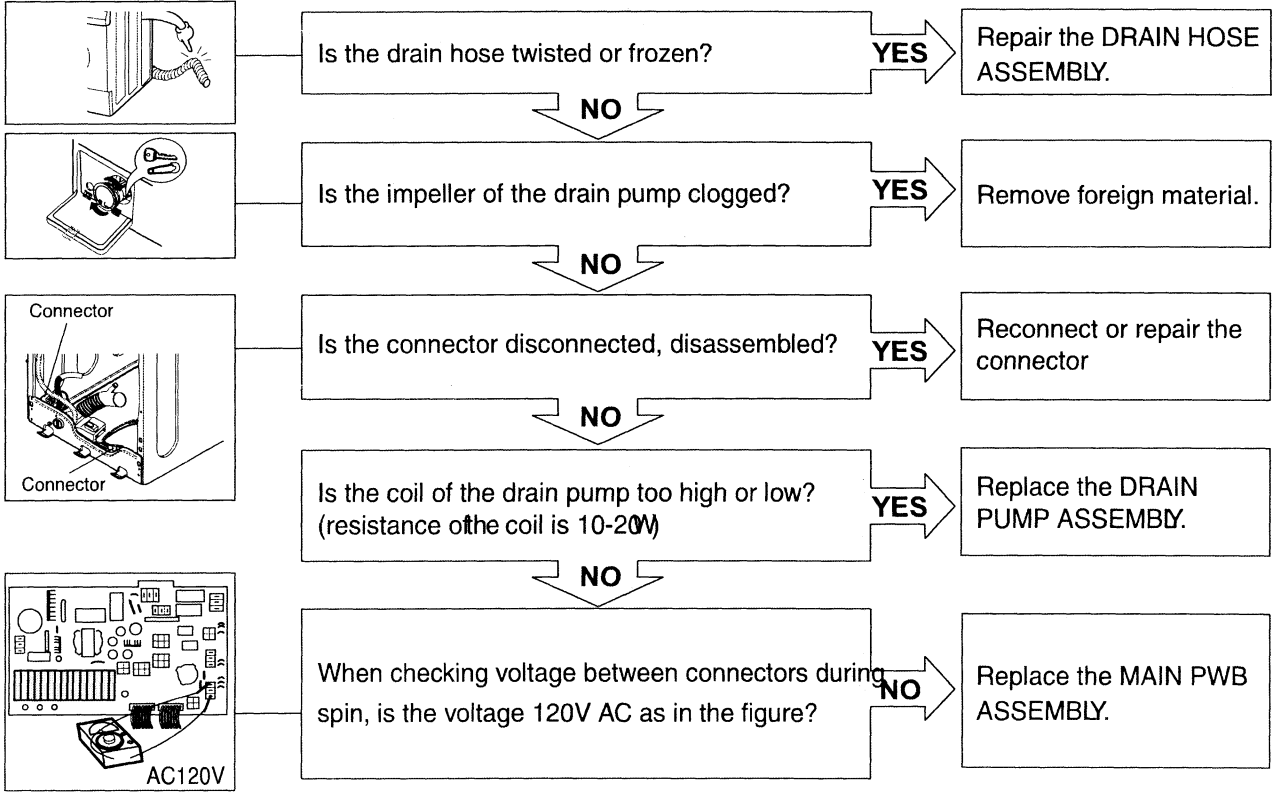 Is the drain hose twisted or frozen?
YES
Repair the DRAIN HOSE
ASSEMBLY.
NO
Is the impeller of the drain pump clogged?
YES
Remove foreign material.
NO
Connector
Connector
Is the connector disconnected, disassembled?
YES
Reconnect or repair the
connector
NO
Is the coil of the drain pump too high or low?
(resistance of the coil is 10-20W)
YES
Replace the DRAIN
PUMP ASSEMBLY.
NO
AC120V
When checking voltage between connectors during
spin, is the voltage 120V AC as in the figure?
NO
Replace the MAIN PWB
ASSEMBLY.